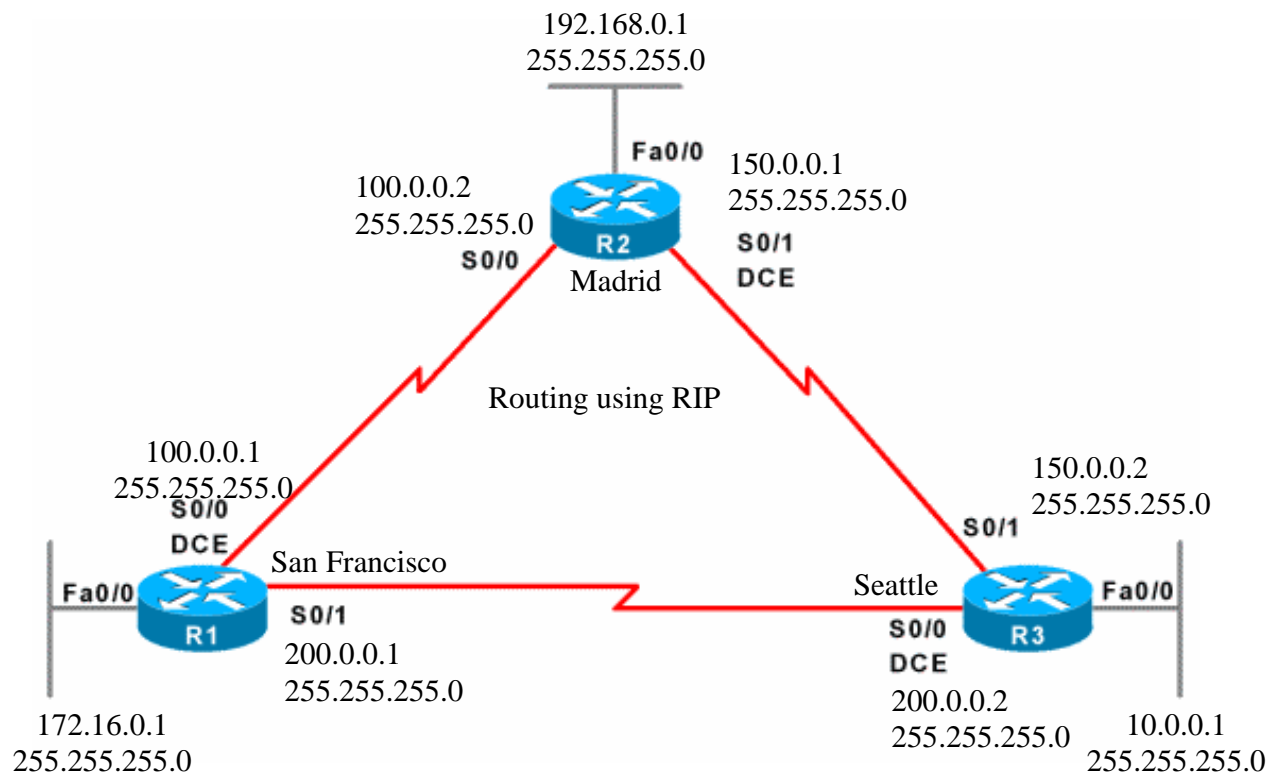 192.168.0.1
255.255.255.0
Fa0/0
150.0.0.1
255.255.255.0
100.0.0.2
255.255.255.0
S0/0
R2
S0/1
DCE
Madrid
Routing using RIP
100.0.0.1
255.255.255.0
S0/0
DCE
150.0.0.2
255.255.255.0
S0/1
San Francisco
Seattle
Fa0/0
R1
S0/1
200.0.0.1
255.255.255.0
S0/0
DCE
R3
Fa0/0
200.0.0.2
255.255.255.0
172.16.0.1
255.255.255.0
10.0.0.1
255.255.255.0